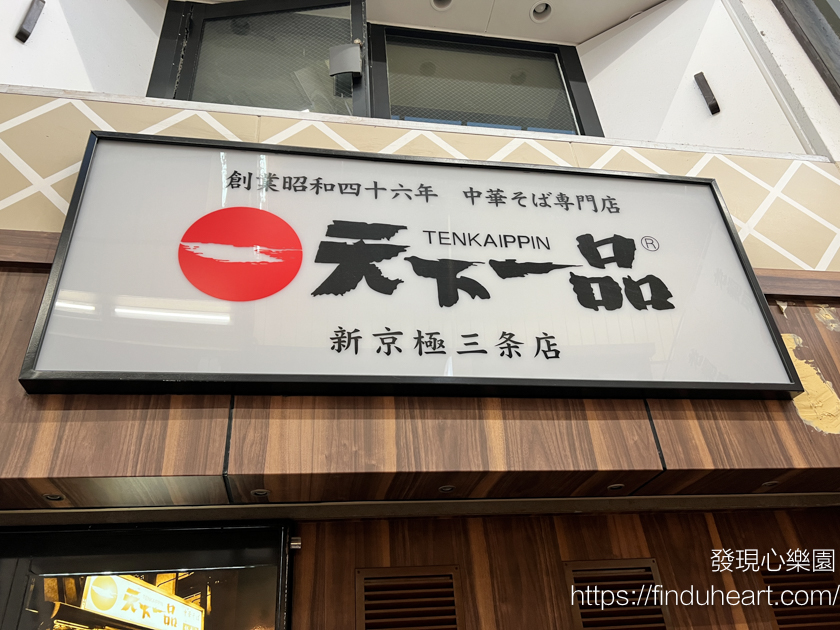 創業昭和四十六年 中華そば専門店
TENKAIPPIN
天下一品®
新京極三条店
天下一品
發現心樂園
https://finduheart.com/